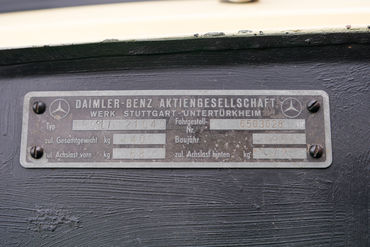 DAIMLER-BENZ AKTIENGESELLSCHAFT
WERK STUTTGART-UNTERTÜRKHEIM
Typ Fahrgestell-Nr.
zul. Gesamtgewicht kg Baujahr
zul. Achslast vorn kg zul. Achslast hinten kg